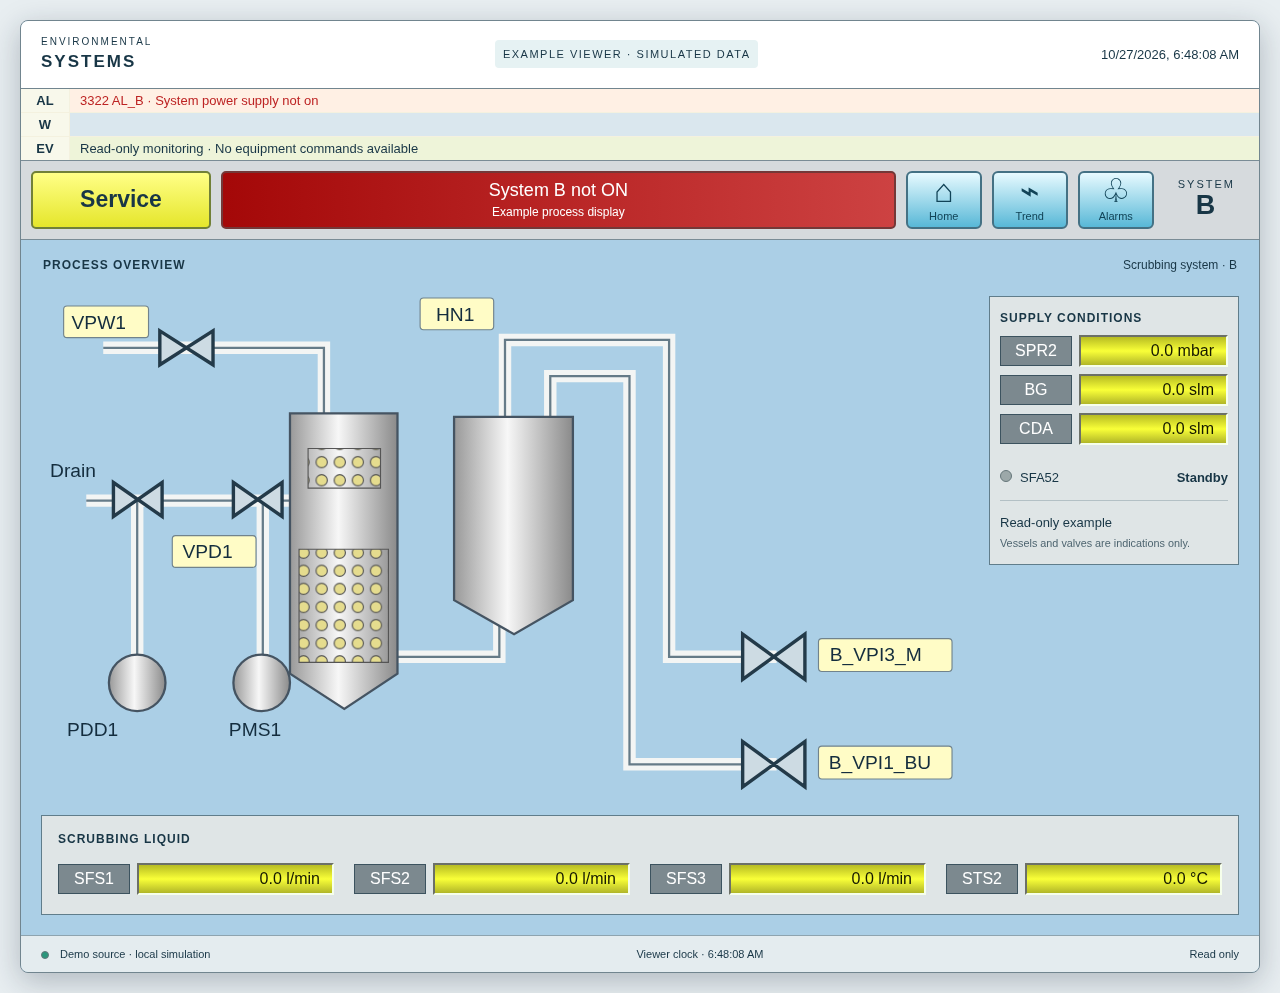 ENVIRONMENTAL
SYSTEMS
EXAMPLE VIEWER · SIMULATED DATA
10/27/2026, 6:48:08 AM
AL 3322 AL_B · System power supply not on
W
EV Read-only monitoring · No equipment commands available
Service
System B not ON
Example process display
Home
Trend
Alarms
SYSTEM
B
PROCESS OVERVIEW
Scrubbing system · B
VPW1
HN1
Drain
VPD1
PDD1
PMS1
B_VPI3_M
B_VPI1_BU
SUPPLY CONDITIONS
SPR2 0.0 mbar
BG 0.0 slm
CDA 0.0 slm
SFA52 Standby
Read-only example
Vessels and valves are indications only.
SCRUBBING LIQUID
SFS1 0.0 l/min
SFS2 0.0 l/min
SFS3 0.0 l/min
STS2 0.0 °C
Demo source · local simulation
Viewer clock · 6:48:08 AM
Read only